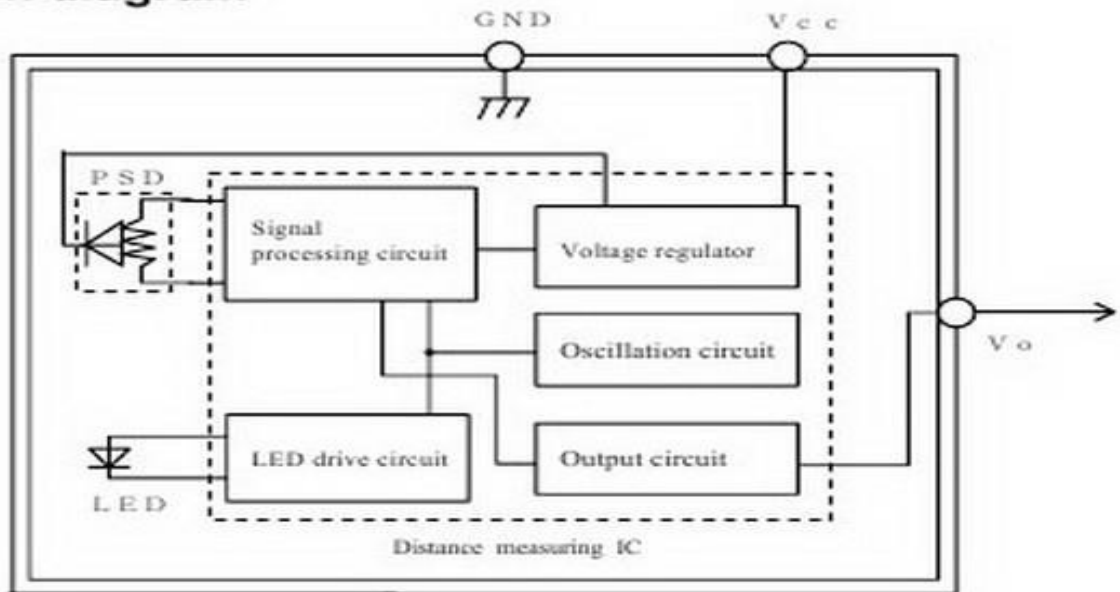 GND
Vcc
PSD
Signal
processing circuit
Voltage regulator
Oscillation circuit
Vo
LED drive circuit
Output circuit
LED
Distance measuring IC